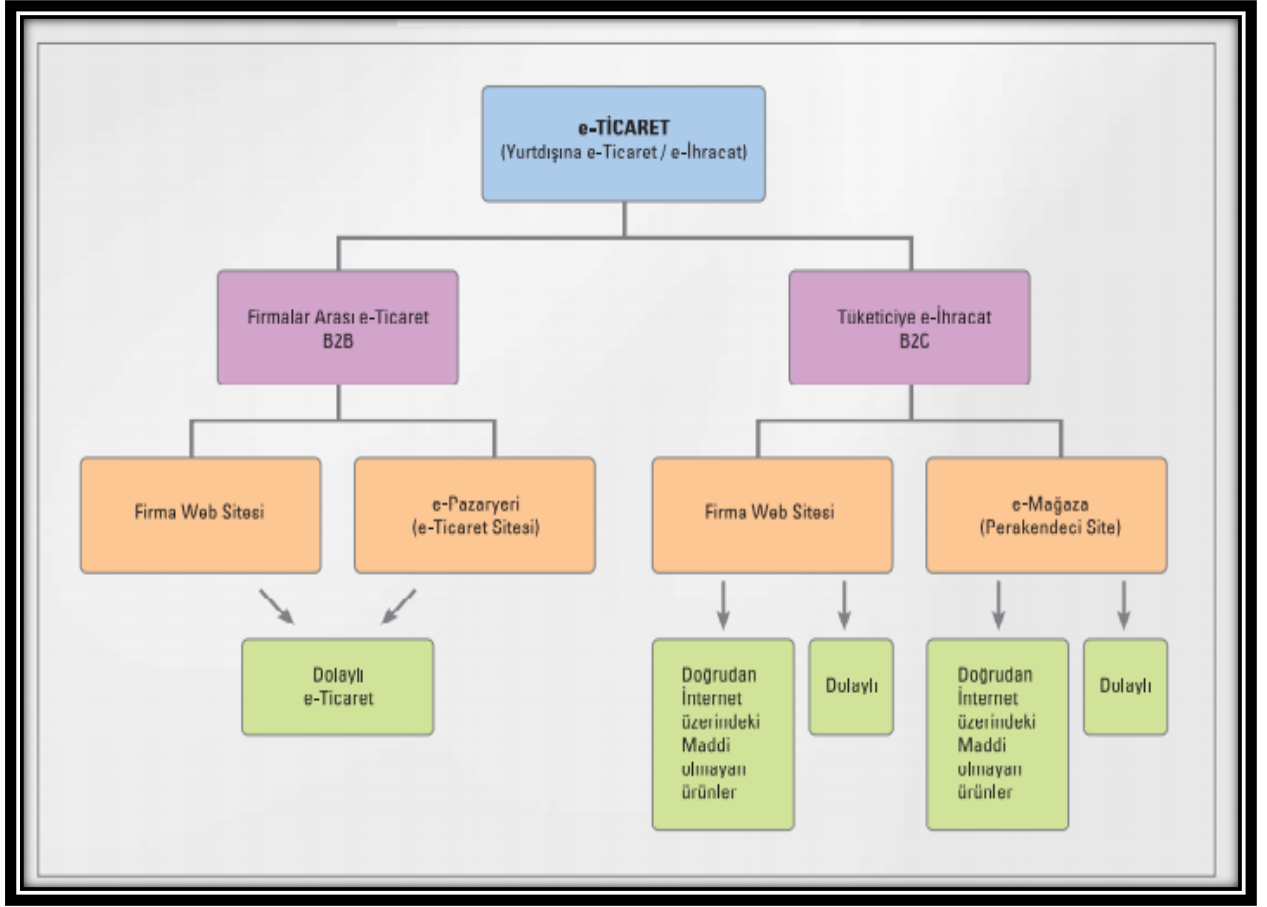 e-TİCARET
(Yurtdışına e-Ticaret / e-İhracat)
Firmalar Arası e-Ticaret
B2B
Tüketiciye e-İhracat
B2C
Firma Web Sitesi
e-Pazaryeri
(e-Ticaret Sitesi)
Firma Web Sitesi
e-Mağaza
(Perakendeci Site)
Dolaylı
e-Ticaret
Doğrudan
İnternet
üzerindeki
Maddi
olmayan
ürünler
Dolaylı
Doğrudan
İnternet
üzerindeki
Maddi
olmayan
ürünler
Dolaylı